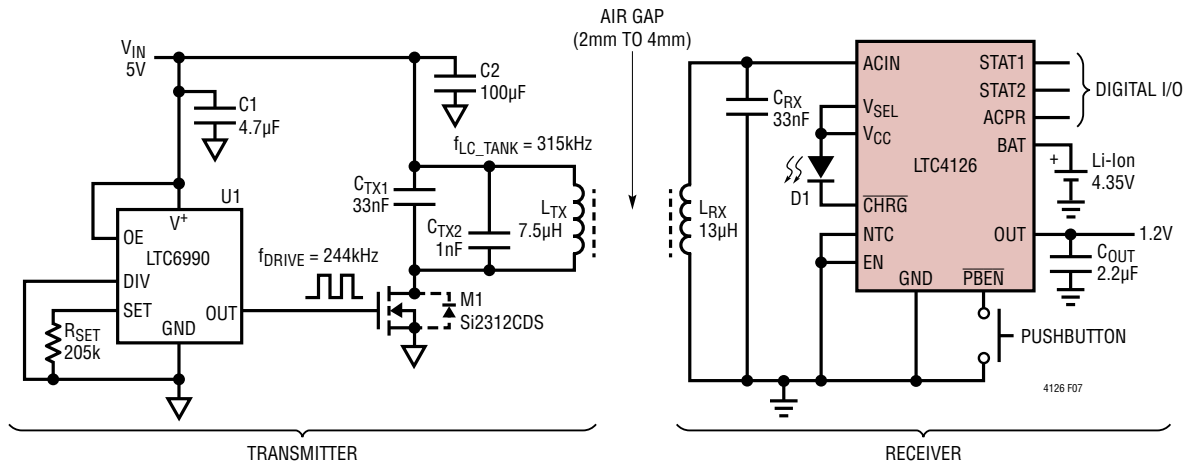 AIR GAP
(2mm TO 4mm)
VIN
5V
C1
4.7µF
C2
100µF
fLC_TANK = 315kHz
CTX1
33nF
CTX2
1nF
LTX
7.5µH
U1
V+
OE
LTC6990
DIV
SET
OUT
GND
RSET
205k
fDRIVE = 244kHz
M1
Si2312CDS
TRANSMITTER
LRX
13µH
CRX
33nF
D1
ACIN
VSEL
VCC
LTC4126
CHRG
NTC
EN
GND
PBEN
STAT1
STAT2
ACPR
BAT
OUT
DIGITAL I/O
+
Li-Ion
4.35V
1.2V
COUT
2.2µF
PUSHBUTTON
4126 F07
RECEIVER